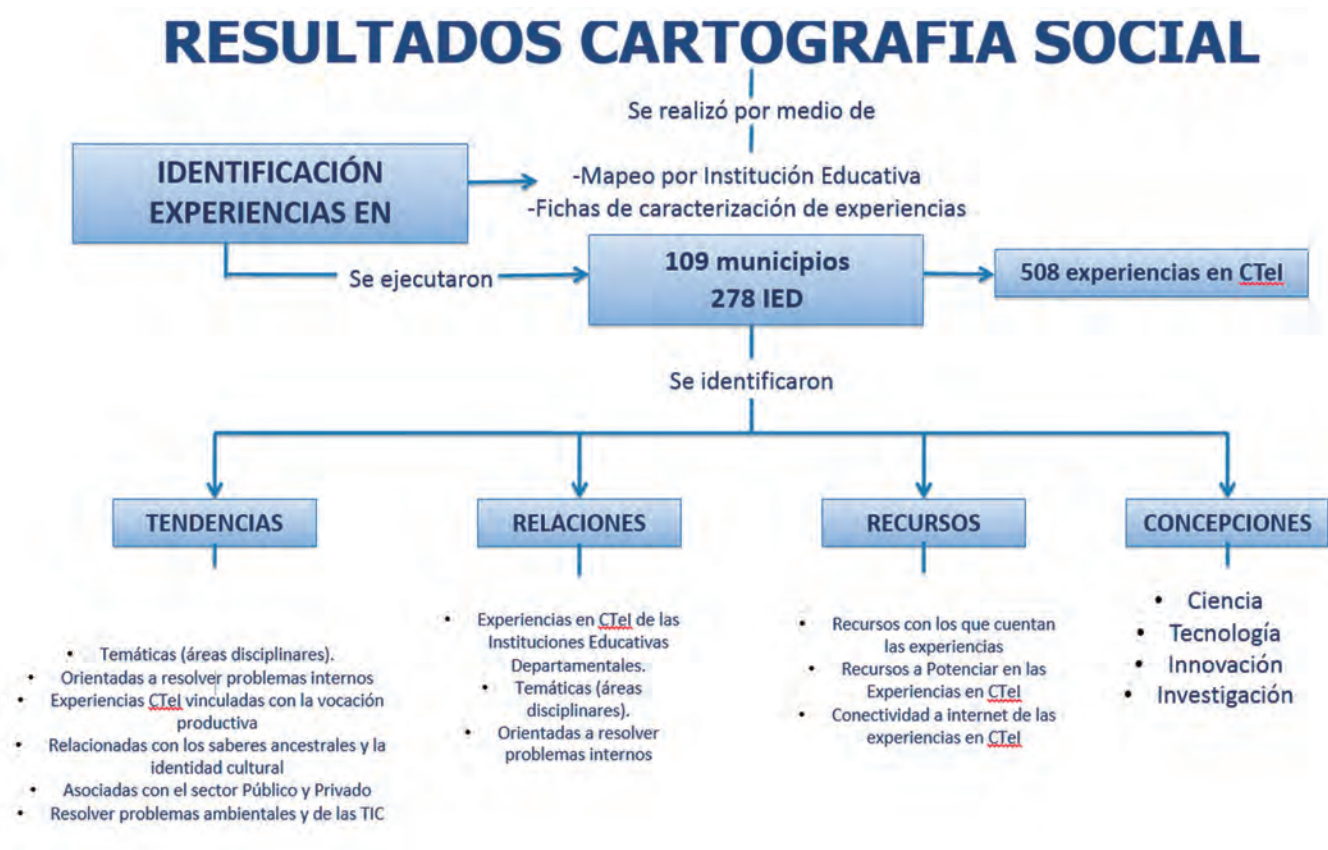 RESULTADOS CARTOGRAFIA SOCIAL
Se realizó por medio de
IDENTIFICACIÓN
EXPERIENCIAS EN
-Mapeo por Institución Educativa
-Fichas de caracterización de experiencias
Se ejecutaron
109 municipios
278 IED
508 experiencias en CTeI
Se identificaron
TENDENCIAS
• Temáticas (áreas disciplinares).
• Orientadas a resolver problemas internos
• Experiencias CTeI vinculadas con la vocación
productiva
• Relacionadas con los saberes ancestrales y la
identidad cultural
• Asociadas con el sector Público y Privado
• Resolver problemas ambientales y de las TIC
RELACIONES
• Experiencias en CTeI de las
Instituciones Educativas
Departamentales.
• Temáticas (áreas
disciplinares).
• Orientadas a resolver
problemas internos
RECURSOS
• Recursos con los que cuentan
las experiencias
• Recursos a Potenciar en las
Experiencias en CTeI
• Conectividad a internet de las
experiencias en CTeI
CONCEPCIONES
• Ciencia
• Tecnología
• Innovación
• Investigación